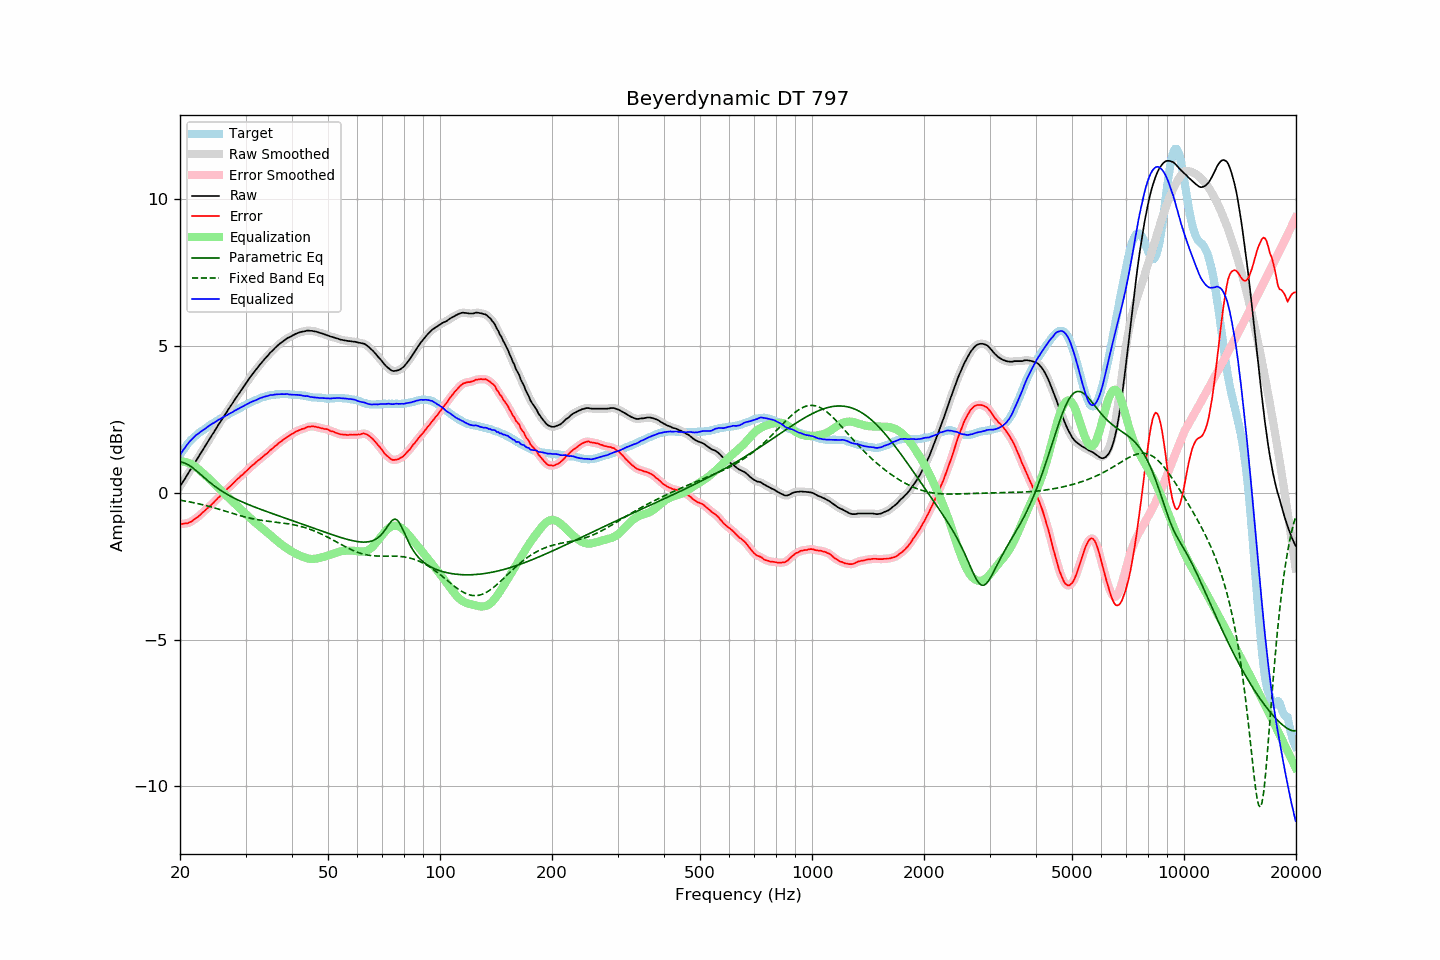 Beyerdynamic DT 797
Target
Raw Smoothed
Error Smoothed
Raw
Error
Equalization
Parametric Eq
Fixed Band Eq
Equalized
10
5
0
−5
−10
Amplitude (dBr)
20
50
100
200
500
1000
2000
5000
10000
20000
Frequency (Hz)